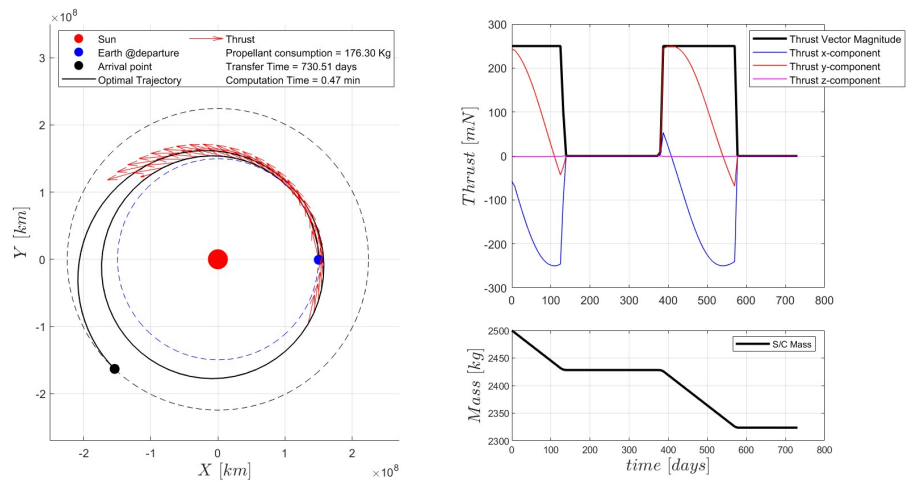 ×10⁸
3
2
1
0
-1
-2
Y [km]
-2
-1
0
1
2
×10⁸
X [km]
Sun
Earth @departure
Arrival point
Optimal Trajectory
Thrust
Propellant consumption = 176.30 Kg
Transfer Time = 730.51 days
Computation Time = 0.47 min
300
200
100
0
-100
-200
-300
Thrust [mN]
0
100
200
300
400
500
600
700
800
Thrust Vector Magnitude
Thrust x-component
Thrust y-component
Thrust z-component
2500
2450
2400
2350
2300
Mass [kg]
S/C Mass
0
100
200
300
400
500
600
700
800
time [days]